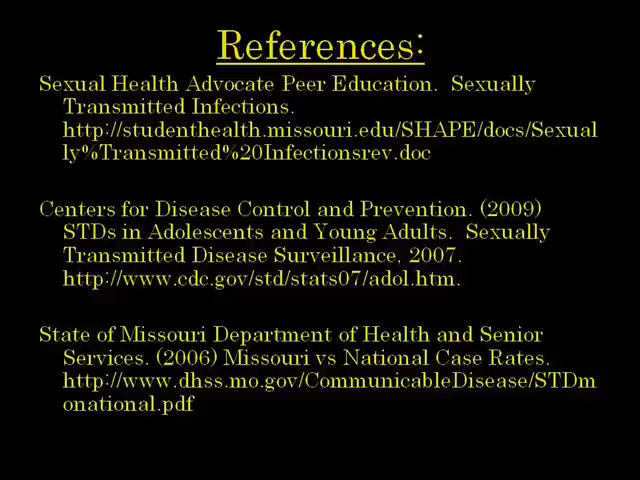 References:
Sexual Health Advocate Peer Education.  Sexually
Transmitted Infections.
http://studenthealth.missouri.edu/SHAPE/docs/Sexual
ly%Transmitted%20Infectionsrev.doc
Centers for Disease Control and Prevention. (2009)
STDs in Adolescents and Young Adults.  Sexually
Transmitted Disease Surveillance, 2007.
http://www.cdc.gov/std/stats07/adol.htm.
State of Missouri Department of Health and Senior
Services. (2006) Missouri vs National Case Rates.
http://www.dhss.mo.gov/CommunicableDisease/STDm
onational.pdf